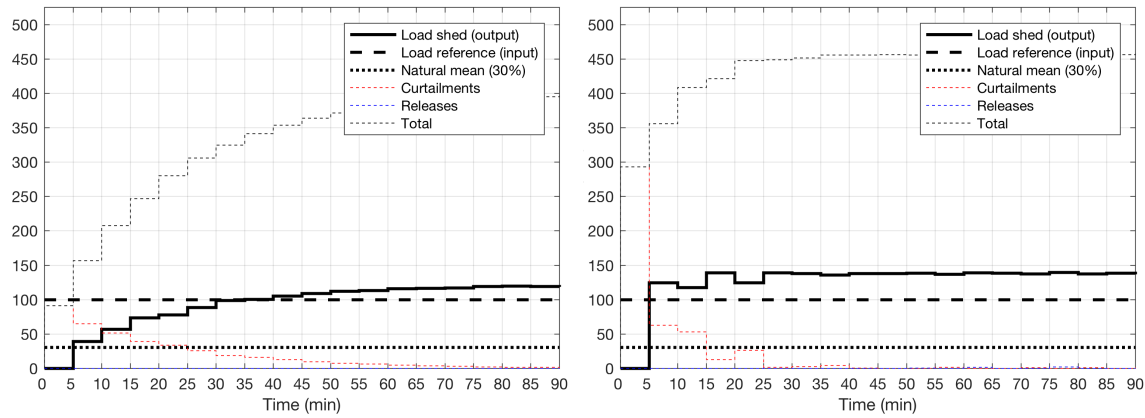 500
450
400
350
300
250
200
150
100
50
0
Load shed (output)
Load reference (input)
Natural mean (30%)
Curtailments
Releases
Total
0 5 10 15 20 25 30 35 40 45 50 55 60 65 70 75 80 85 90
Time (min)
500
450
400
350
300
250
200
150
100
50
0
Load shed (output)
Load reference (input)
Natural mean (30%)
Curtailments
Releases
Total
0 5 10 15 20 25 30 35 40 45 50 55 60 65 70 75 80 85 90
Time (min)